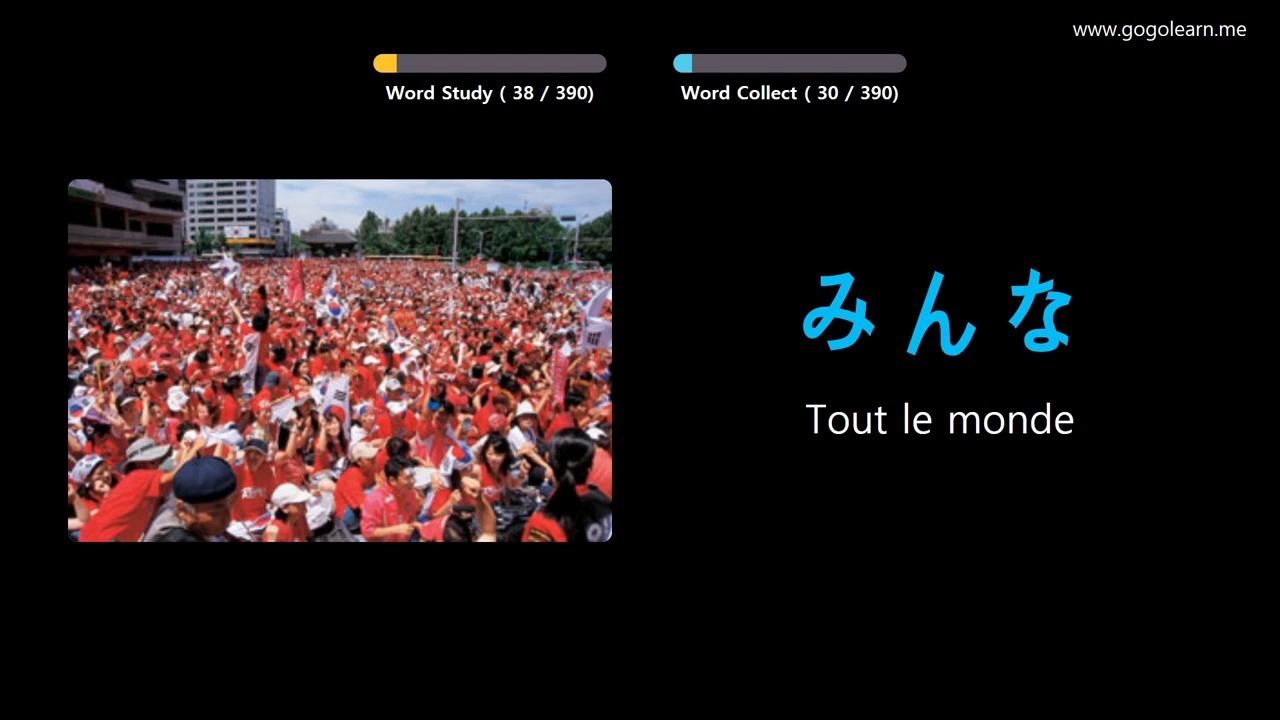 www.gogolearn.me
Word Study ( 38 / 390)
Word Collect ( 30 / 390)
みんな
Tout le monde